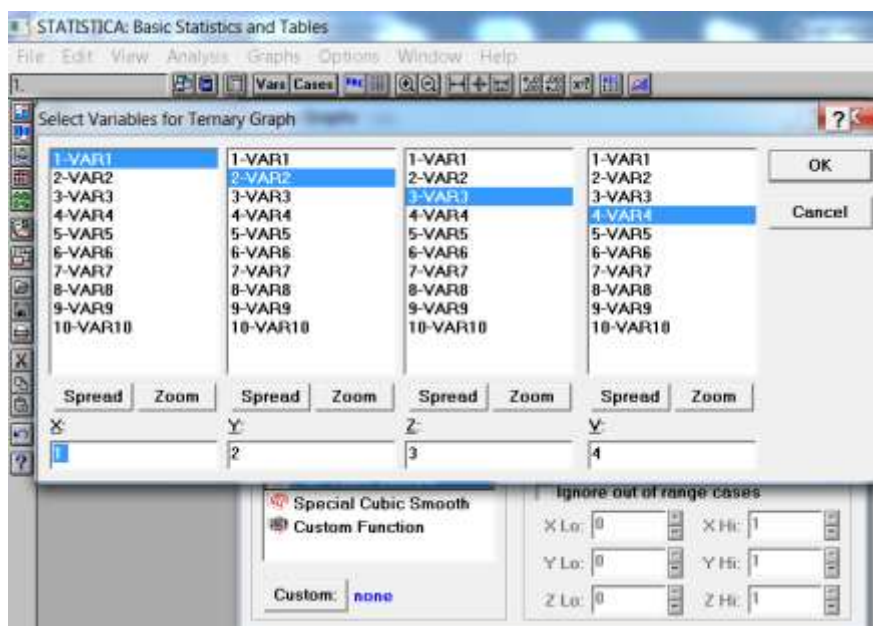 STATISTICA: Basic Statistics and Tables
File Edit View Analysis Graphs Options Window Help
1. Vars Cases
Select Variables for Ternary Graph
?
1-VAR1 1-VAR1 1-VAR1 1-VAR1
2-VAR2 2-VAR2 2-VAR2 2-VAR2
3-VAR3 3-VAR3 3-VAR3 3-VAR3
4-VAR4 4-VAR4 4-VAR4 4-VAR4
5-VAR5 5-VAR5 5-VAR5 5-VAR5
6-VAR6 6-VAR6 6-VAR6 6-VAR6
7-VAR7 7-VAR7 7-VAR7 7-VAR7
8-VAR8 8-VAR8 8-VAR8 8-VAR8
9-VAR9 9-VAR9 9-VAR9 9-VAR9
10-VAR10 10-VAR10 10-VAR10 10-VAR10
OK
Cancel
Spread Zoom Spread Zoom Spread Zoom Spread Zoom
X: Y: Z: V:
1 2 3 4
Special Cubic Smooth
Custom Function
Custom: none
Ignore out of range cases
X Lo: 0 X Hi: 1
Y Lo: 0 Y Hi: 1
Z Lo: 0 Z Hi: 1